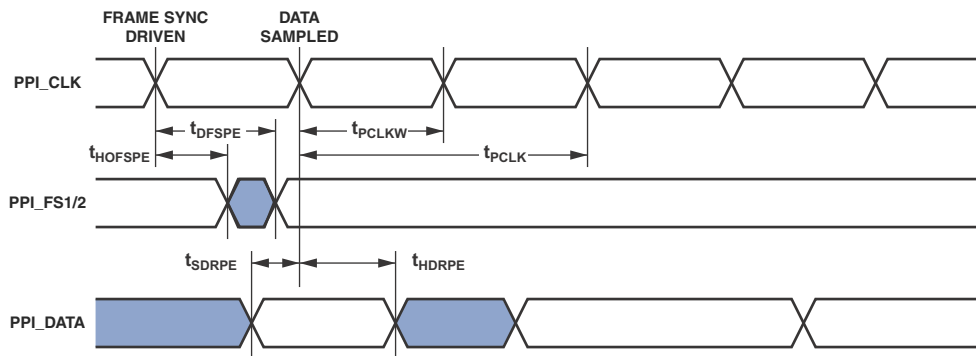 FRAME SYNC
DRIVEN
DATA
SAMPLED
PPI_CLK
tDFSPE
tPCLKW
tHOFSPE
tPCLK
PPI_FS1/2
tSDRPE
tHDRPE
PPI_DATA